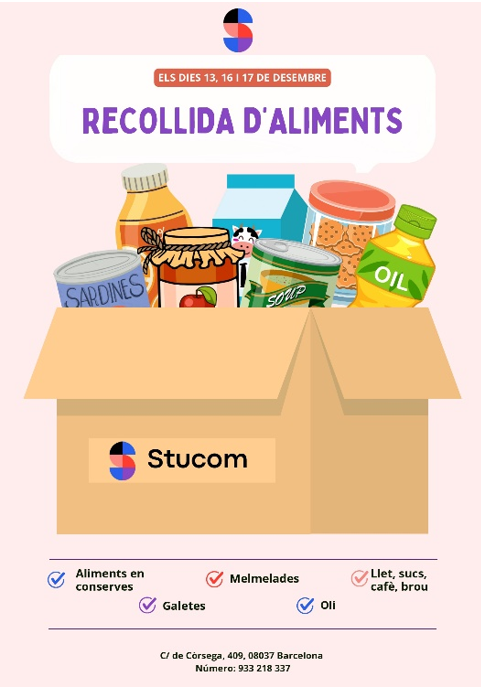 ELS DIES 13, 16 I 17 DE DESEMBRE
RECOLLIDA D'ALIMENTS
SARDINES
SOUP
OIL
Stucom
Aliments en
conserves
Melmelades
Llet, sucs,
cafè, brou
Galetes
Oli
C/ de Còrsega, 409, 08037 Barcelona
Número: 933 218 337